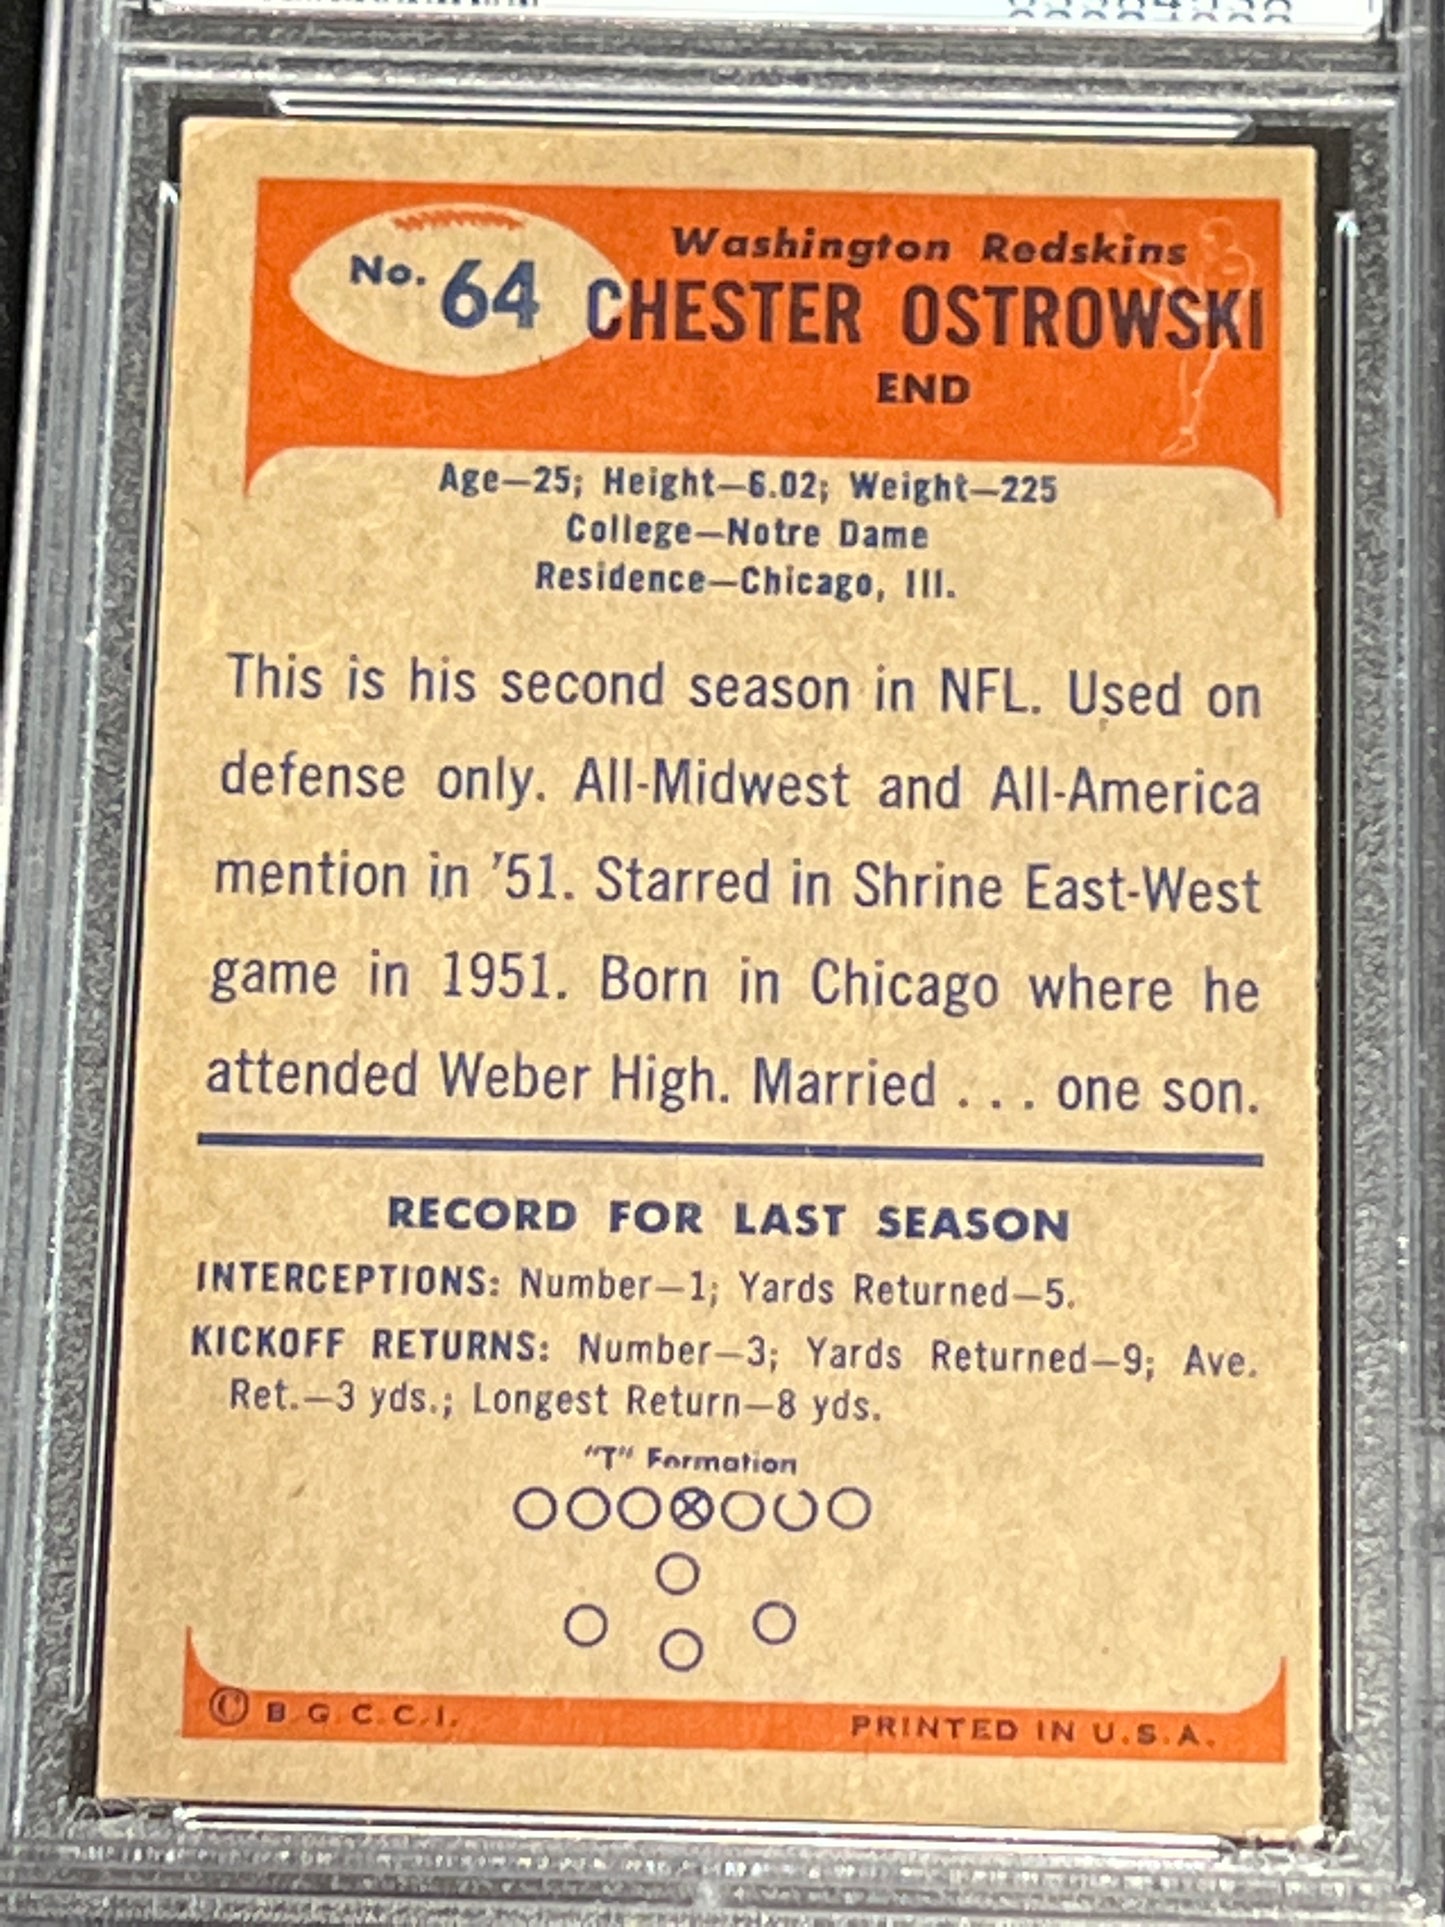 No. 64
Washington Redskins
CHESTER OSTROWSKI
END
Age—25; Height—6.02; Weight—225
College—Notre Dame
Residence—Chicago, Ill.
This is his second season in NFL. Used on
defense only. All-Midwest and All-America
mention in '51. Starred in Shrine East-West
game in 1951. Born in Chicago where he
attended Weber High. Married . . . one son.
RECORD FOR LAST SEASON
INTERCEPTIONS: Number—1; Yards Returned—5.
KICKOFF RETURNS: Number—3; Yards Returned—9; Ave.
Ret.—3 yds.; Longest Return—8 yds.
"T" Formation
© B.G.C.C.I.
PRINTED IN U.S.A.